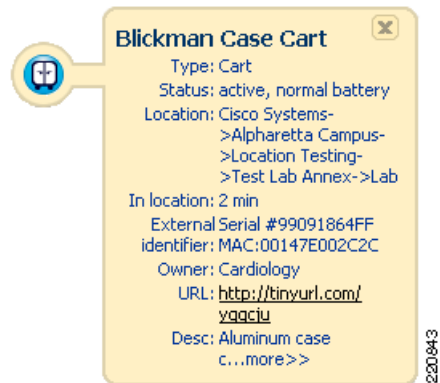 Blickman Case Cart
Type: Cart
Status: active, normal battery
Location: Cisco Systems-
>Alpharetta Campus-
>Location Testing-
>Test Lab Annex->Lab
In location: 2 min
External Serial #99091864FF
identifier: MAC:00147E002C2C
Owner: Cardiology
URL: http://tinyurl.com/
yqgcju
Desc: Aluminum case
c...more>>
220843